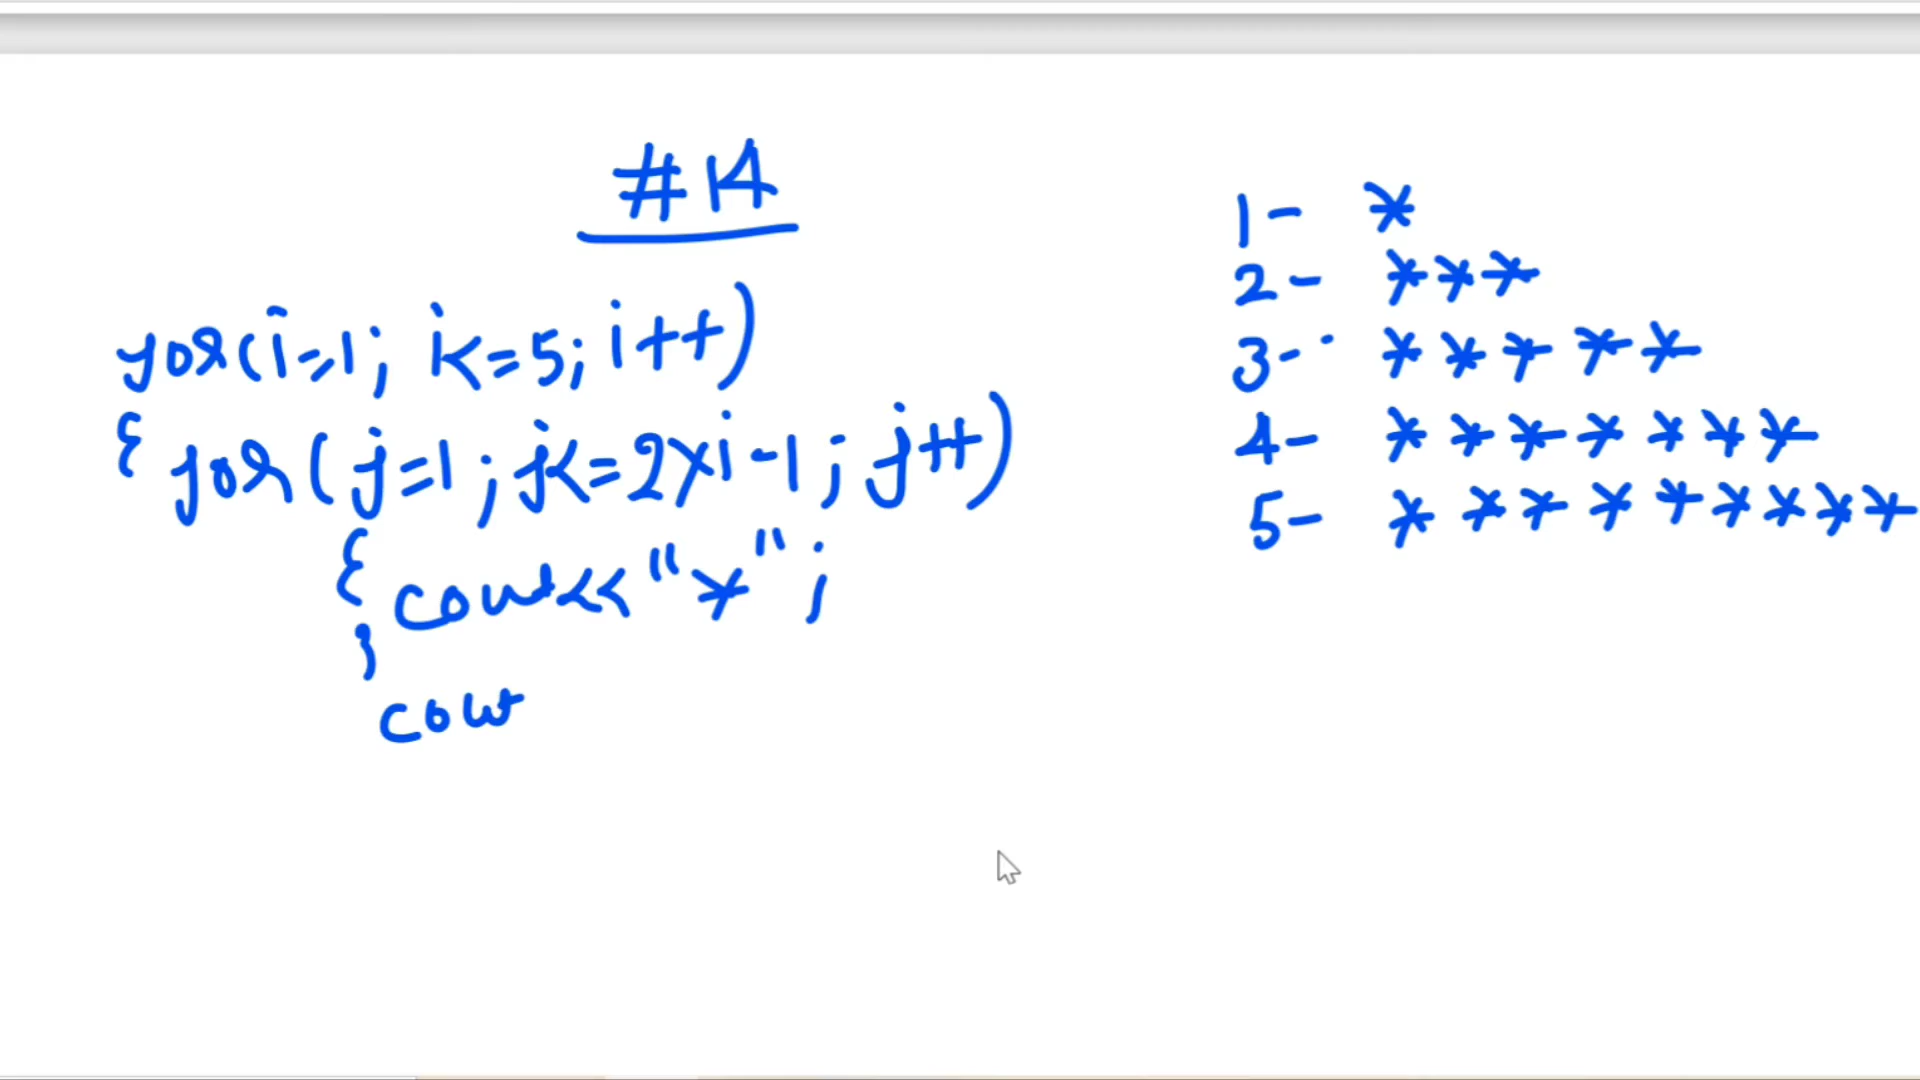 #14
for(i=1; i<=5; i++)
{ for(j=1; j<=2*i-1; j++)
{ cout<<"*";
}
cout
1- *
2- ***
3- *****
4- *******
5- *********